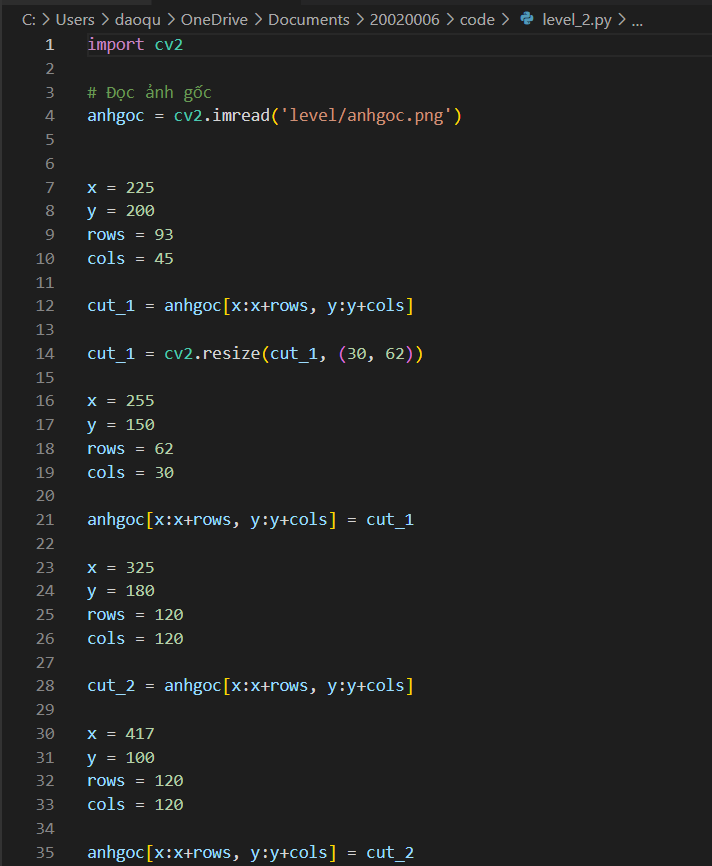 C: > Users > daoqu > OneDrive > Documents > 20020006 > code > level_2.py > ...
1 import cv2
2
3 # Đọc ảnh gốc
4 anhgoc = cv2.imread('level/anhgoc.png')
5
6
7 x = 225
8 y = 200
9 rows = 93
10 cols = 45
11
12 cut_1 = anhgoc[x:x+rows, y:y+cols]
13
14 cut_1 = cv2.resize(cut_1, (30, 62))
15
16 x = 255
17 y = 150
18 rows = 62
19 cols = 30
20
21 anhgoc[x:x+rows, y:y+cols] = cut_1
22
23 x = 325
24 y = 180
25 rows = 120
26 cols = 120
27
28 cut_2 = anhgoc[x:x+rows, y:y+cols]
29
30 x = 417
31 y = 100
32 rows = 120
33 cols = 120
34
35 anhgoc[x:x+rows, y:y+cols] = cut_2